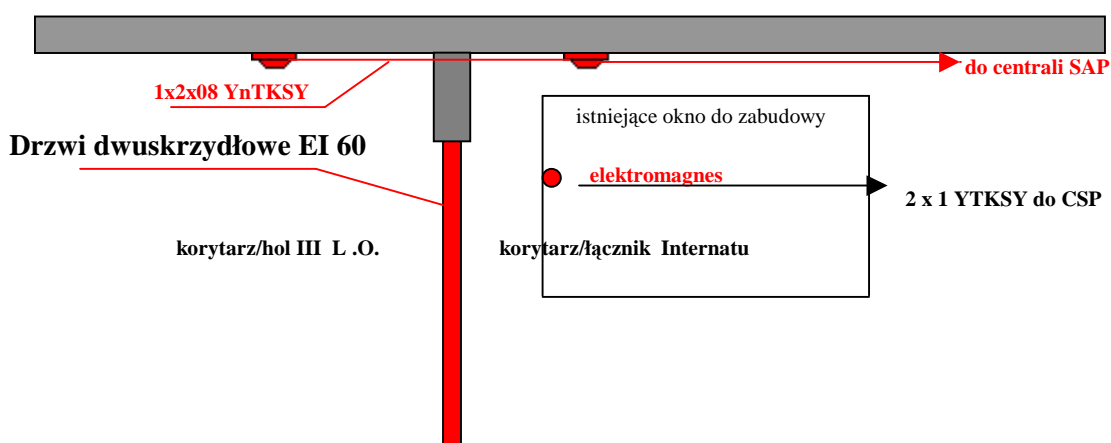 do centrali SAP
1x2x08 YnTKSY
istniejące okno do zabudowy
Drzwi dwuskrzydłowe EI 60
elektromagnes
2 x 1 YTKSY do CSP
korytarz/hol III L .O.
korytarz/łącznik Internatu